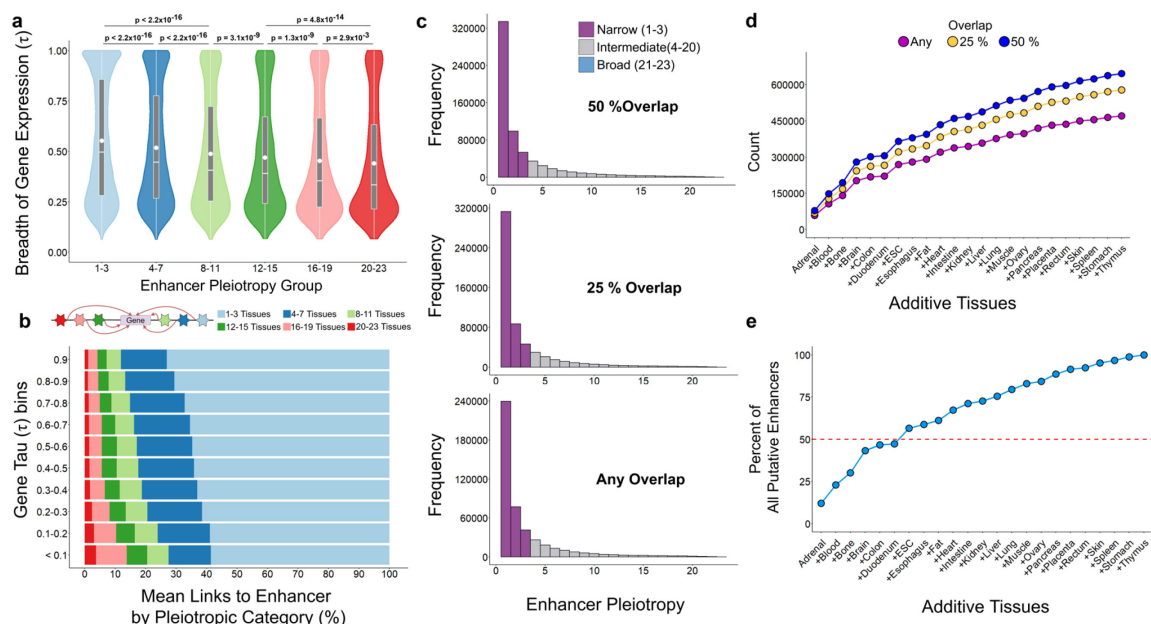 a
p < 2.2x10-16
p = 4.8x10-14
p < 2.2x10-16
p < 2.2x10-16
p = 3.1x10-9
p = 1.3x10-9
p = 2.9x10-3
Breadth of Gene Expression (τ)
1.00
0.75
0.50
0.25
0.00
1-3
4-7
8-11
12-15
16-19
20-23
Enhancer Pleiotropy Group
b
Gene
1-3 Tissues
4-7 Tissues
8-11 Tissues
12-15 Tissues
16-19 Tissues
20-23 Tissues
Gene Tau (τ) bins
0.9
0.8-0.9
0.7-0.8
0.6-0.7
0.5-0.6
0.4-0.5
0.3-0.4
0.2-0.3
0.1-0.2
< 0.1
0
10
20
30
40
50
60
70
80
90
100
Mean Links to Enhancer
by Pleiotropic Category (%)
c
Narrow (1-3)
Intermediate(4-20)
Broad (21-23)
50 %Overlap
Frequency
320000
240000
160000
80000
0
0
5
10
15
20
25 % Overlap
Frequency
320000
240000
160000
80000
0
0
5
10
15
20
Any Overlap
Frequency
240000
180000
120000
60000
0
0
5
10
15
20
Enhancer Pleiotropy
d
Overlap
Any
25 %
50 %
Count
600000
450000
300000
150000
0
Adrenal
+Blood
+Bone
+Brain
+Colon
+Duodenum
+ESC
+Esophagus
+Fat
+Heart
+Intestine
+Kidney
+Liver
+Lung
+Muscle
+Ovary
+Pancreas
+Placenta
+Rectum
+Skin
+Spleen
+Stomach
+Thymus
Additive Tissues
e
Percent of
All Putative Enhancers
100
75
50
25
0
Adrenal
+Blood
+Bone
+Brain
+Colon
+Duodenum
+ESC
+Esophagus
+Fat
+Heart
+Intestine
+Kidney
+Liver
+Lung
+Muscle
+Ovary
+Pancreas
+Placenta
+Rectum
+Skin
+Spleen
+Stomach
+Thymus
Additive Tissues